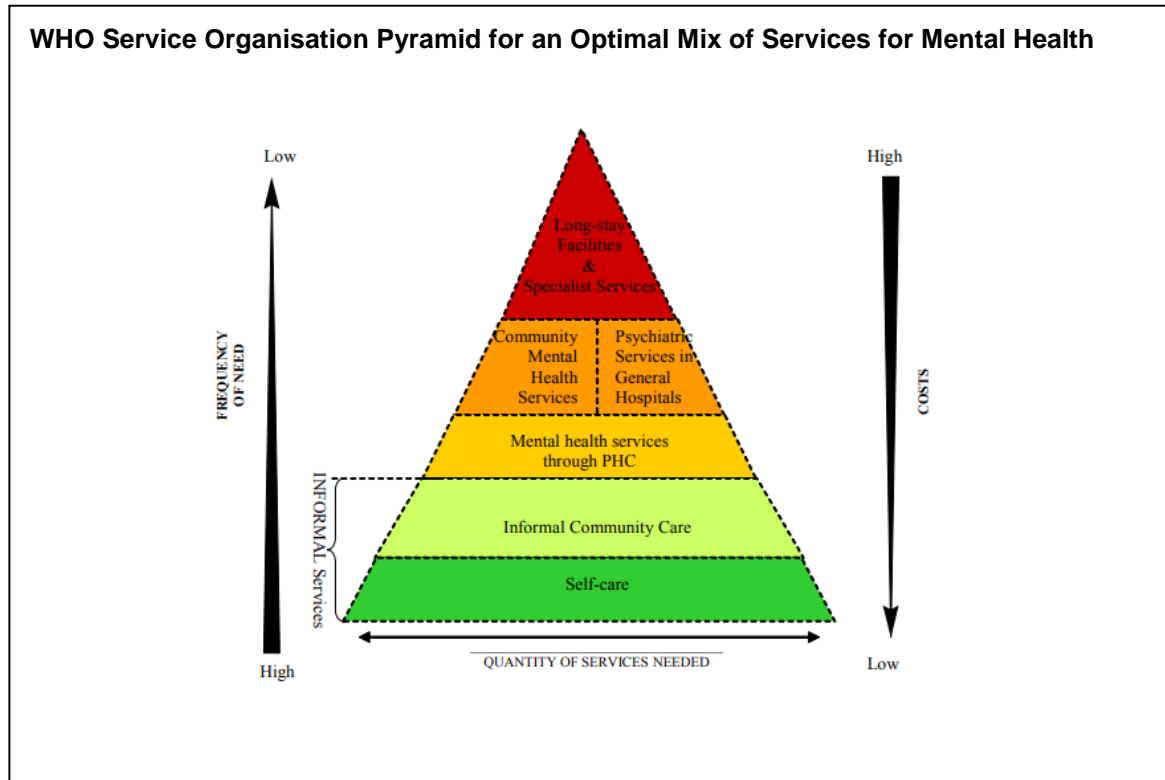 WHO Service Organisation Pyramid for an Optimal Mix of Services for Mental Health
Low
High
Long-stay
Facilities
&
Specialist Services
Community
Mental
Health
Services
Psychiatric
Services in
General
Hospitals
FREQUENCY
OF NEED
COSTS
Mental health services
through PHC
INFORMAL Services
Informal Community Care
Self-care
QUANTITY OF SERVICES NEEDED
High
Low